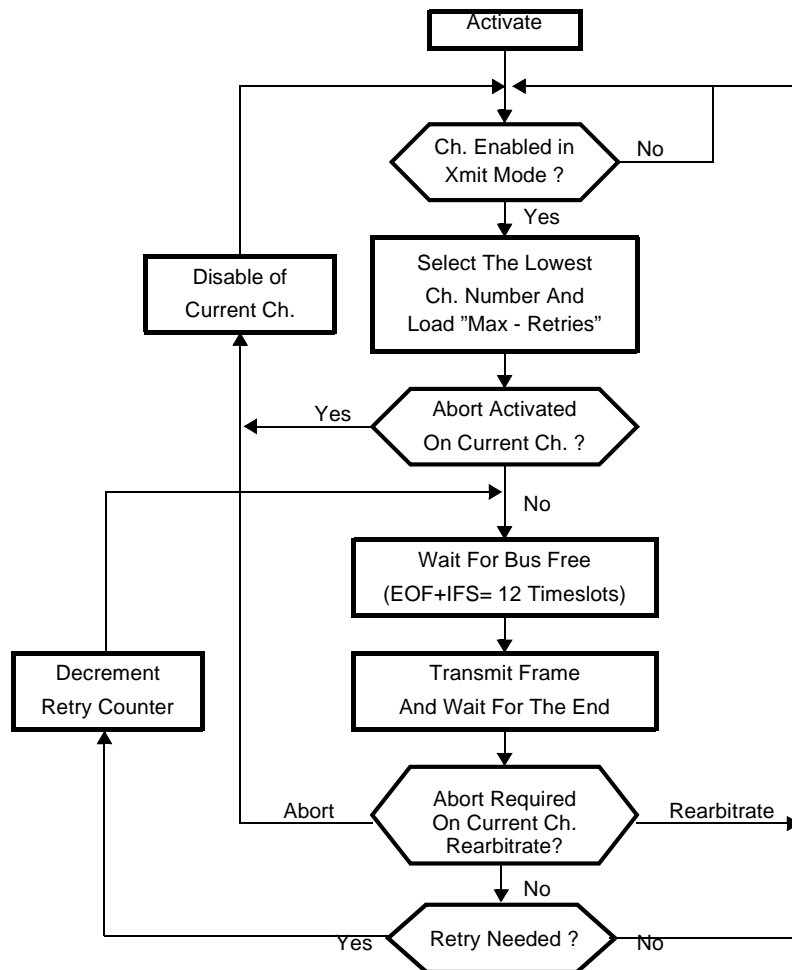 Activate
Ch. Enabled in
Xmit Mode ?
No
Yes
Select The Lowest
Ch. Number And
Load ”Max - Retries”
Disable of
Current Ch.
Yes
Abort Activated
On Current Ch. ?
No
Wait For Bus Free
(EOF+IFS= 12 Timeslots)
Decrement
Retry Counter
Transmit Frame
And Wait For The End
Abort
Abort Required
On Current Ch.
Rearbitrate?
Rearbitrate
No
Yes
Retry Needed ?
No